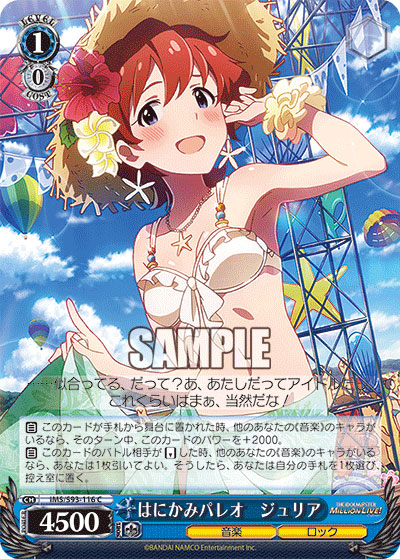 LEVEL
1
0
COST
SAMPLE
……似合ってる、だって？あ、あたしだってアイドルだ
これくらいはまぁ、当然だな！
自 このカードが手札から舞台に置かれた時、他のあなたの《音楽》のキャラが
いるなら、そのターン中、このカードのパワーを＋2000。
自 このカードのバトル相手が
した時、他のあなたの《音楽》のキャラがい
るなら、あなたは1枚引いてよい。そうしたら、あなたは自分の手札を1枚選び、
控え室に置く。
CH
IMS/S93-116 C
4500
はにかみパレオ　ジュリア
THE IDOLM@STER
MILLION LIVE!
音楽
ロック
©BANDAI NAMCO Entertainment Inc.